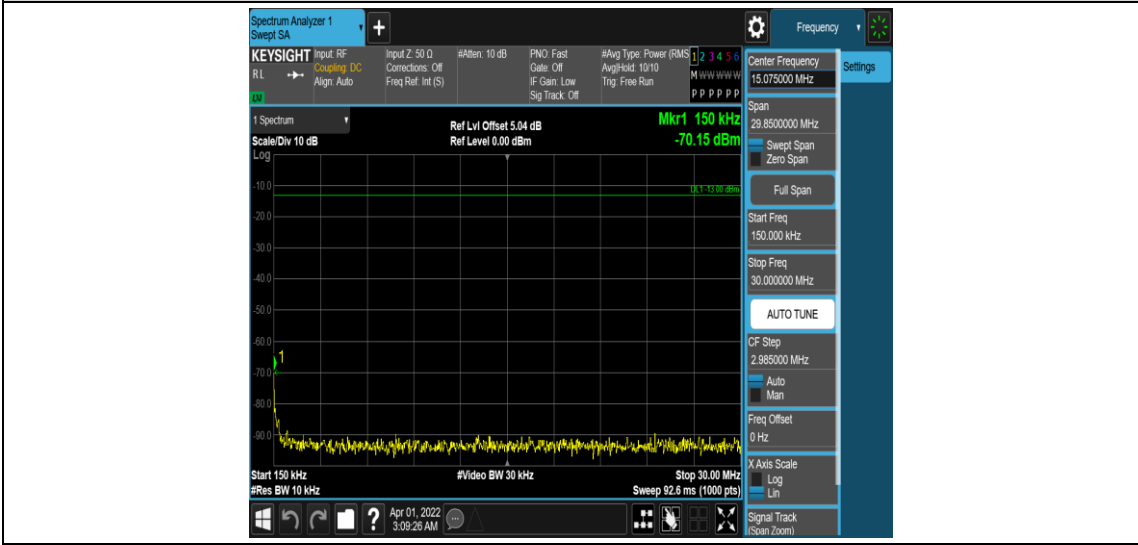 Spectrum Analyzer 1
Swept SA
+
Frequency
KEYSIGHT
RL
LXI
Input: RF
Coupling: DC
Align: Auto
Input Z: 50 Ω
Corrections: Off
Freq Ref: Int (S)
#Atten: 10 dB
PNO: Fast
Gate: Off
IF Gain: Low
Sig Track: Off
#Avg Type: Power (RMS
Avg|Hold: 10/10
Trig: Free Run
1 2 3 4 5 6
M W W W W W
P P P P P P
1 Spectrum
Scale/Div 10 dB
Log
Ref Lvl Offset 5.04 dB
Ref Level 0.00 dBm
Mkr1 150 kHz
-70.15 dBm
DL1 -13.00 dBm
-10.0
-20.0
-30.0
-40.0
-50.0
-60.0
1
-70.0
-80.0
-90.0
Start 150 kHz
#Res BW 10 kHz
#Video BW 30 kHz
Stop 30.00 MHz
Sweep 92.6 ms (1000 pts)
Center Frequency
15.075000 MHz
Settings
Span
29.8500000 MHz
Swept Span
Zero Span
Full Span
Start Freq
150.000 kHz
Stop Freq
30.000000 MHz
AUTO TUNE
CF Step
2.985000 MHz
Auto
Man
Freq Offset
0 Hz
X Axis Scale
Log
Lin
Signal Track
(Span Zoom)
?
Apr 01, 2022
3:09:26 AM